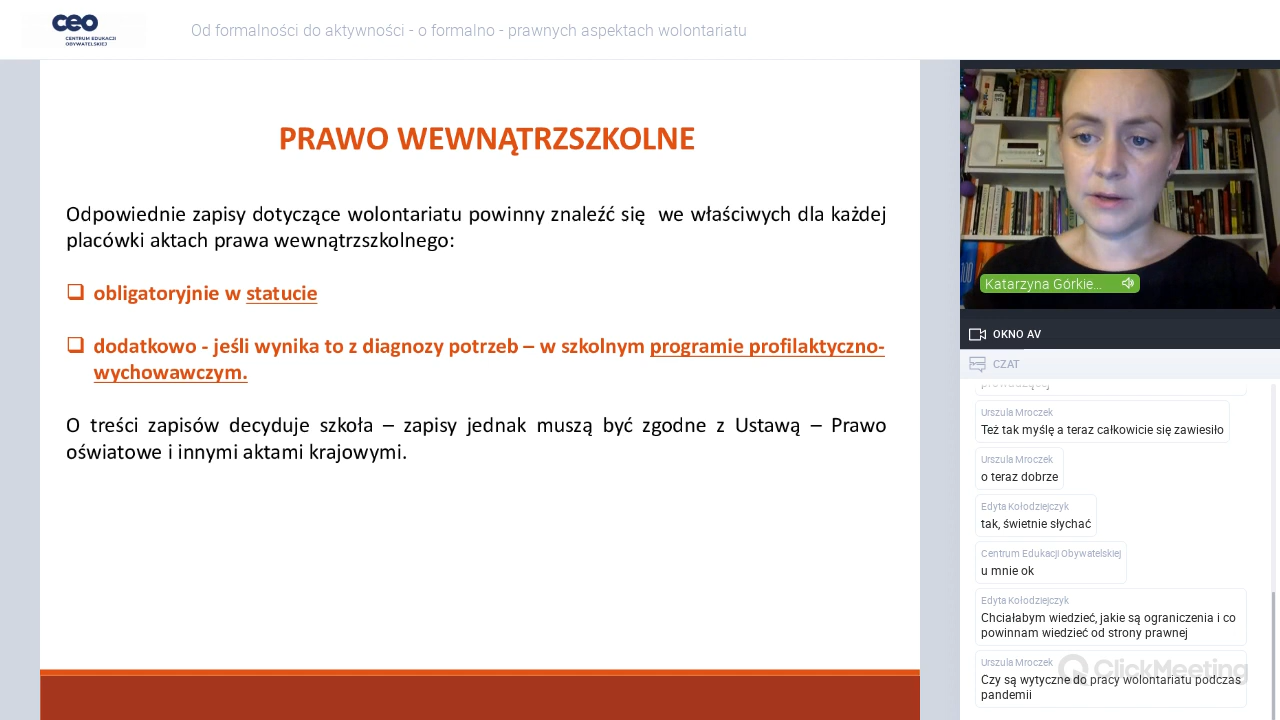 ceo
CENTRUM EDUKACJI
OBYWATELSKIEJ
Od formalności do aktywności - o formalno - prawnych aspektach wolontariatu
PRAWO WEWNĄTRZSZKOLNE
Odpowiednie zapisy dotyczące wolontariatu powinny znaleźć się we właściwych dla każdej
placówki aktach prawa wewnątrzszkolnego:
❑ obligatoryjnie w statucie
❑ dodatkowo - jeśli wynika to z diagnozy potrzeb – w szkolnym programie profilaktyczno-
wychowawczym.
O treści zapisów decyduje szkoła – zapisy jednak muszą być zgodne z Ustawą – Prawo
oświatowe i innymi aktami krajowymi.
Katarzyna Górkie...
OKNO AV
CZAT
Urszula Mroczek
Też tak myślę a teraz całkowicie się zawiesiło
Urszula Mroczek
o teraz dobrze
Edyta Kołodziejczyk
tak, świetnie słychać
Centrum Edukacji Obywatelskiej
u mnie ok
Edyta Kołodziejczyk
Chciałabym wiedzieć, jakie są ograniczenia i co
powinnam wiedzieć od strony prawnej
Urszula Mroczek
Czy są wytyczne do pracy wolontariatu podczas
pandemii
ClickMeeting